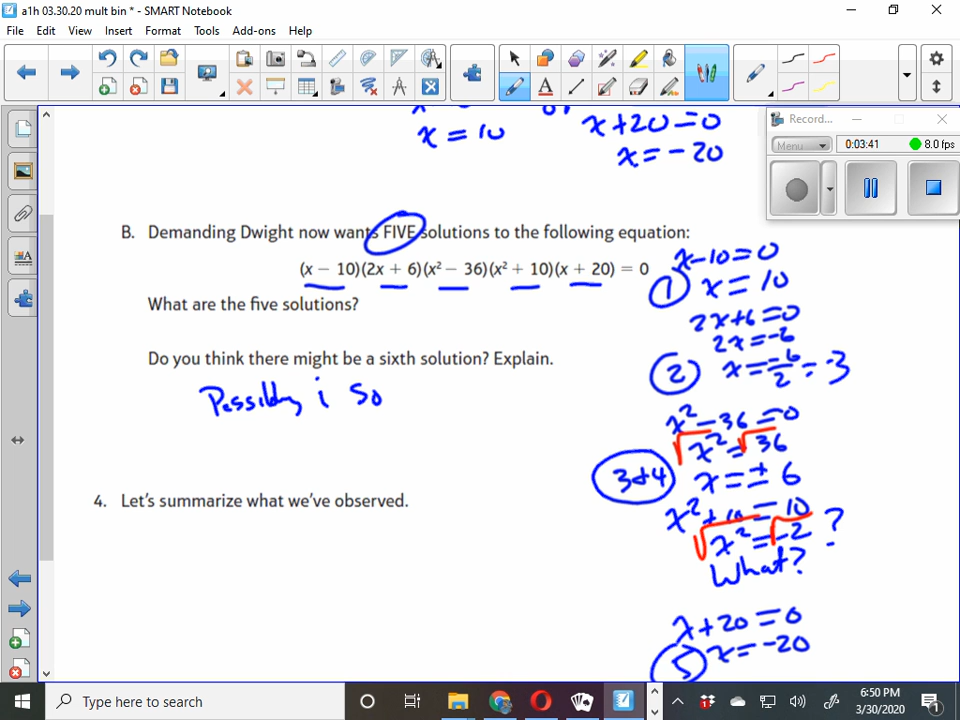 a1h 03.30.20 mult bin * - SMART Notebook
File Edit View Insert Format Tools Add-ons Help
Record...
Menu
0:03:41
8.0 fps
x = 10
x+20=0
x=-20
B. Demanding Dwight now wants FIVE solutions to the following equation:
(x − 10)(2x + 6)(x² − 36)(x² + 10)(x + 20) = 0
What are the five solutions?
Do you think there might be a sixth solution? Explain.
Possibly i So
4. Let's summarize what we've observed.
x-10=0
1 x=10
2x+6=0
2x=-6
2 x=-6/2=-3
x²-36=0
√x²=√36
3+4 x=±6
x²+10=10
√x²=√-2 ?
What?
x+20=0
5 x=-20
Type here to search
6:50 PM
3/30/2020
1